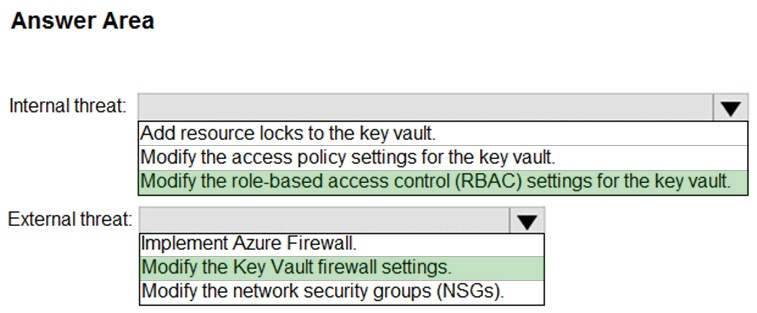 Answer Area
Internal threat:
Add resource locks to the key vault.
Modify the access policy settings for the key vault.
Modify the role-based access control (RBAC) settings for the key vault.
External threat:
Implement Azure Firewall.
Modify the Key Vault firewall settings.
Modify the network security groups (NSGs).